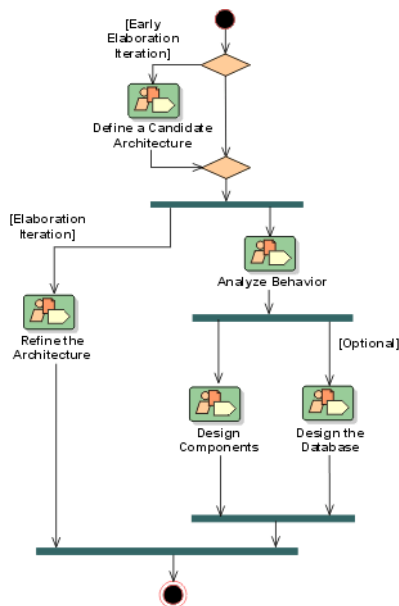 [Early
Elaboration
Iteration]
Define a Candidate
Architecture
[Elaboration
Iteration]
Analyze Behavior
Refine the
Architecture
[Optional]
Design
Components
Design the
Database